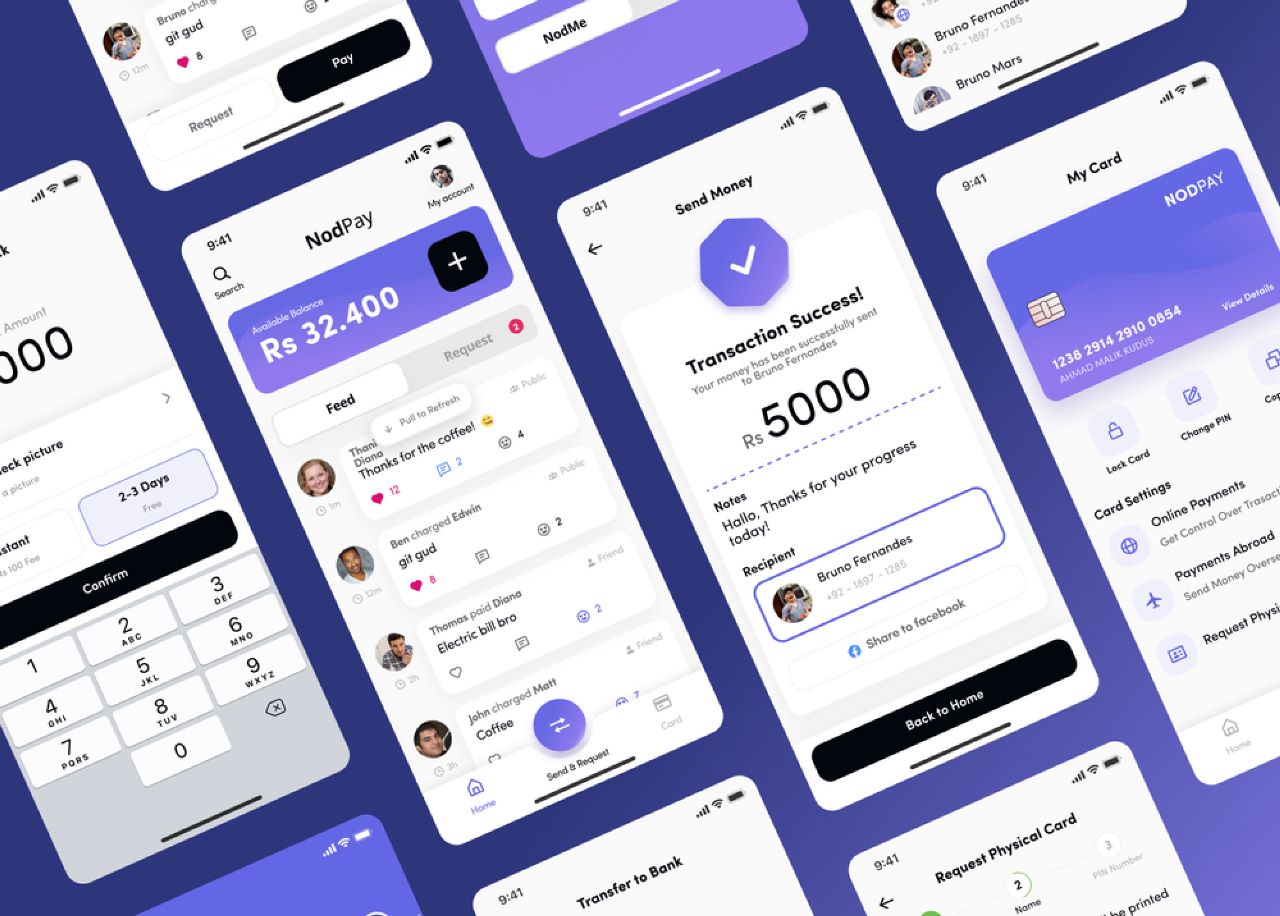 Bruno
git gud
8
12m
Request
Pay
NodMe
Bruno Fernandes
+92 – 1897 – 1285
Bruno Mars
Amount
000
eck picture
a picture
2-3 Days
Free
stant
Rs 100 Fee
Confirm
1
2
ABC
3
DEF
4
GHI
5
JKL
6
MNO
7
PQRS
8
TUV
9
WXYZ
0
9:41
NodPay
My account
Search
Available Balance
Rs 32.400
Feed
Request
2
Pull to Refresh
Public
Thani
Diana
Thanks for the coffee! 😄
12
2
4
1m
Public
Ben charged Edwin
git gud
8
2
12m
Friend
Thomas paid Diana
Electric bill bro
2
2h
Friend
John charged Matt
Coffee
3h
Home
Send & Request
Card
9:41
Send Money
Transaction Success!
Your money has been successfully sent
to Bruno Fernandes
Rs 5000
Notes
Hallo, Thanks for your progress
today!
Recipient
Bruno Fernandes
+92 – 1897 – 1285
Share to facebook
Back to Home
9:41
My Card
NODPAY
1238 2914 2910 0854
AHMAD MALIK KUDUS
View Details
Lock Card
Change PIN
Cop
Card Settings
Online Payments
Get Control Over Trasacti
Payments Abroad
Send Money Overse
Request Physi
Home
9:41
Transfer to Bank
9:41
Request Physical Card
2
Name
3
PIN Number
be printed